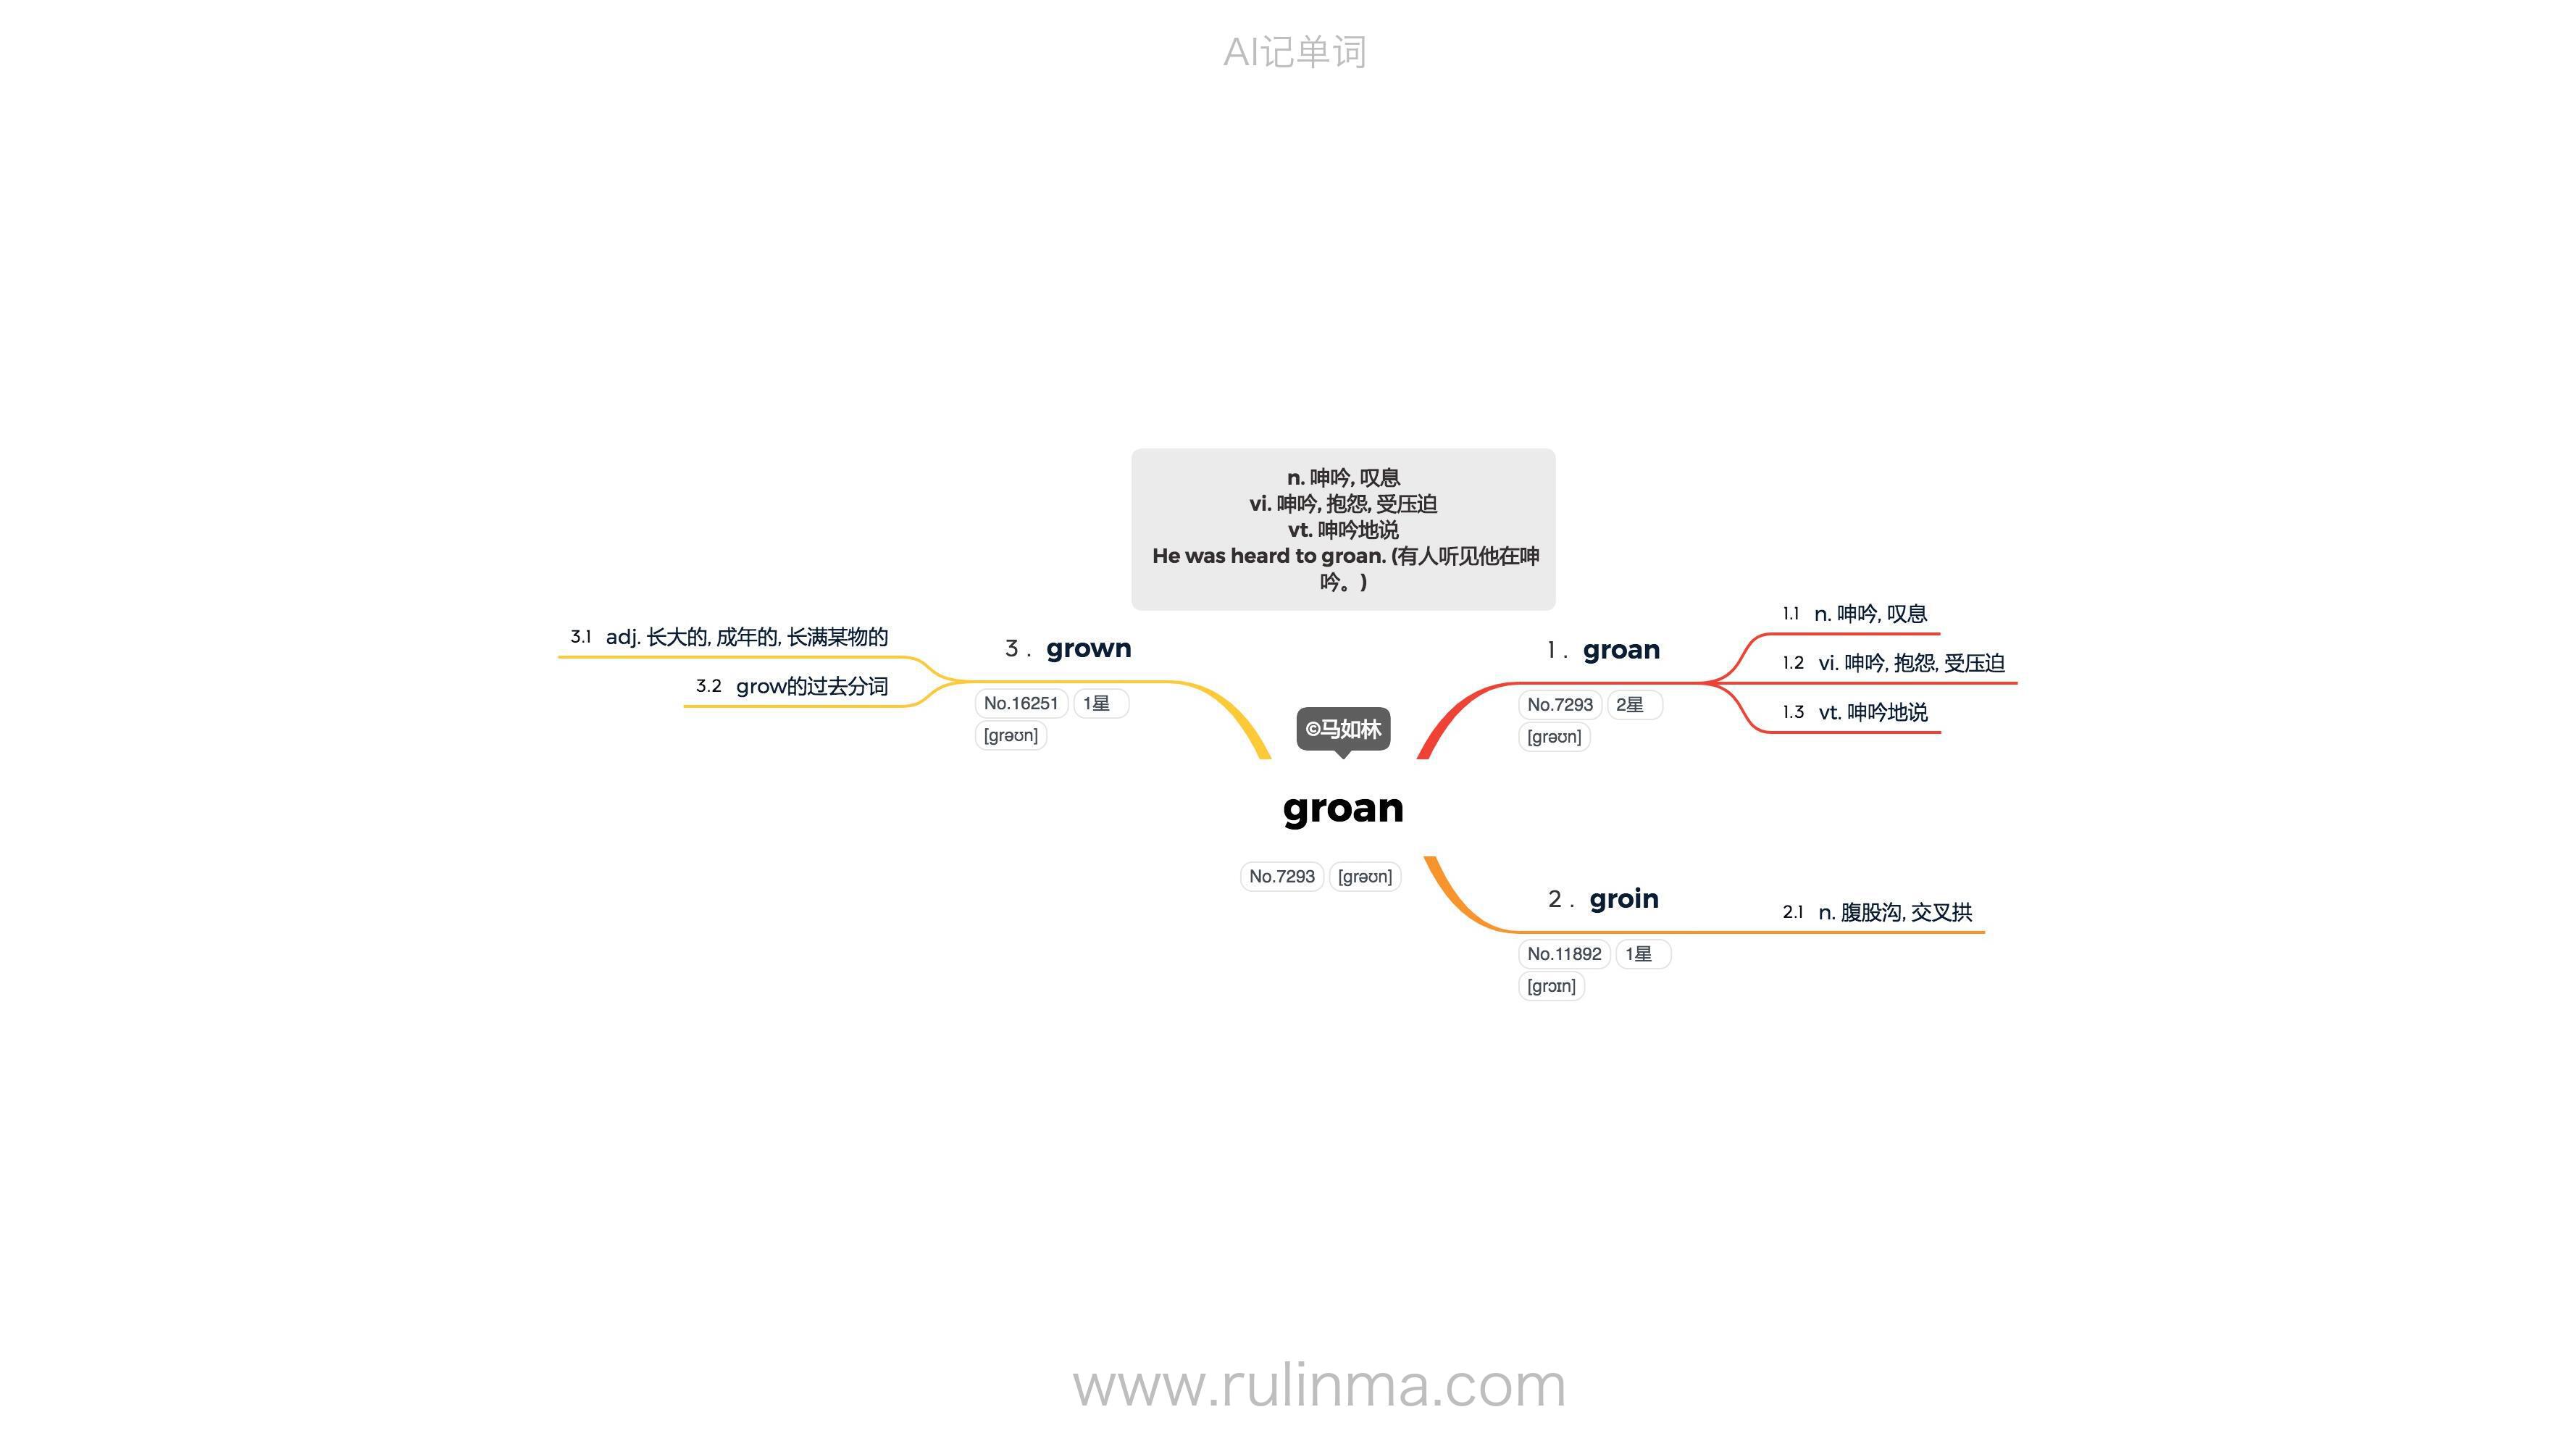 AI记单词
n. 呻吟, 叹息
vi. 呻吟, 抱怨, 受压迫
vt. 呻吟地说
He was heard to groan. (有人听见他在呻
吟。)
©马如林
groan
No.7293 [grəʊn]
1. groan
No.7293 2星
[grəʊn]
1.1 n. 呻吟, 叹息
1.2 vi. 呻吟, 抱怨, 受压迫
1.3 vt. 呻吟地说
2. groin
No.11892 1星
[grɔɪn]
2.1 n. 腹股沟, 交叉拱
3. grown
No.16251 1星
[grəʊn]
3.1 adj. 长大的, 成年的, 长满某物的
3.2 grow的过去分词
www.rulinma.com